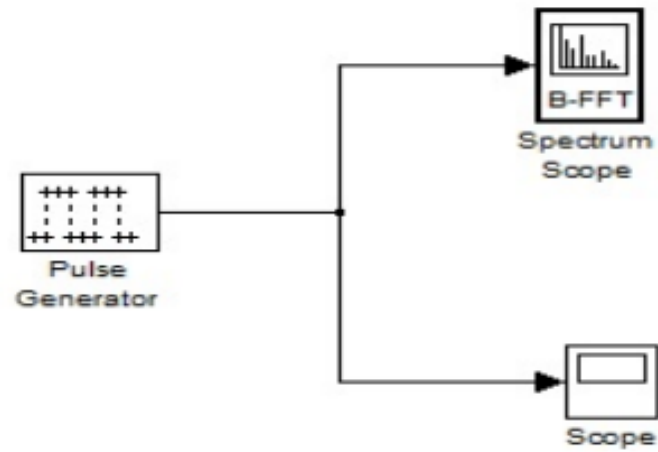 B-FFT
Spectrum
Scope
Pulse
Generator
Scope